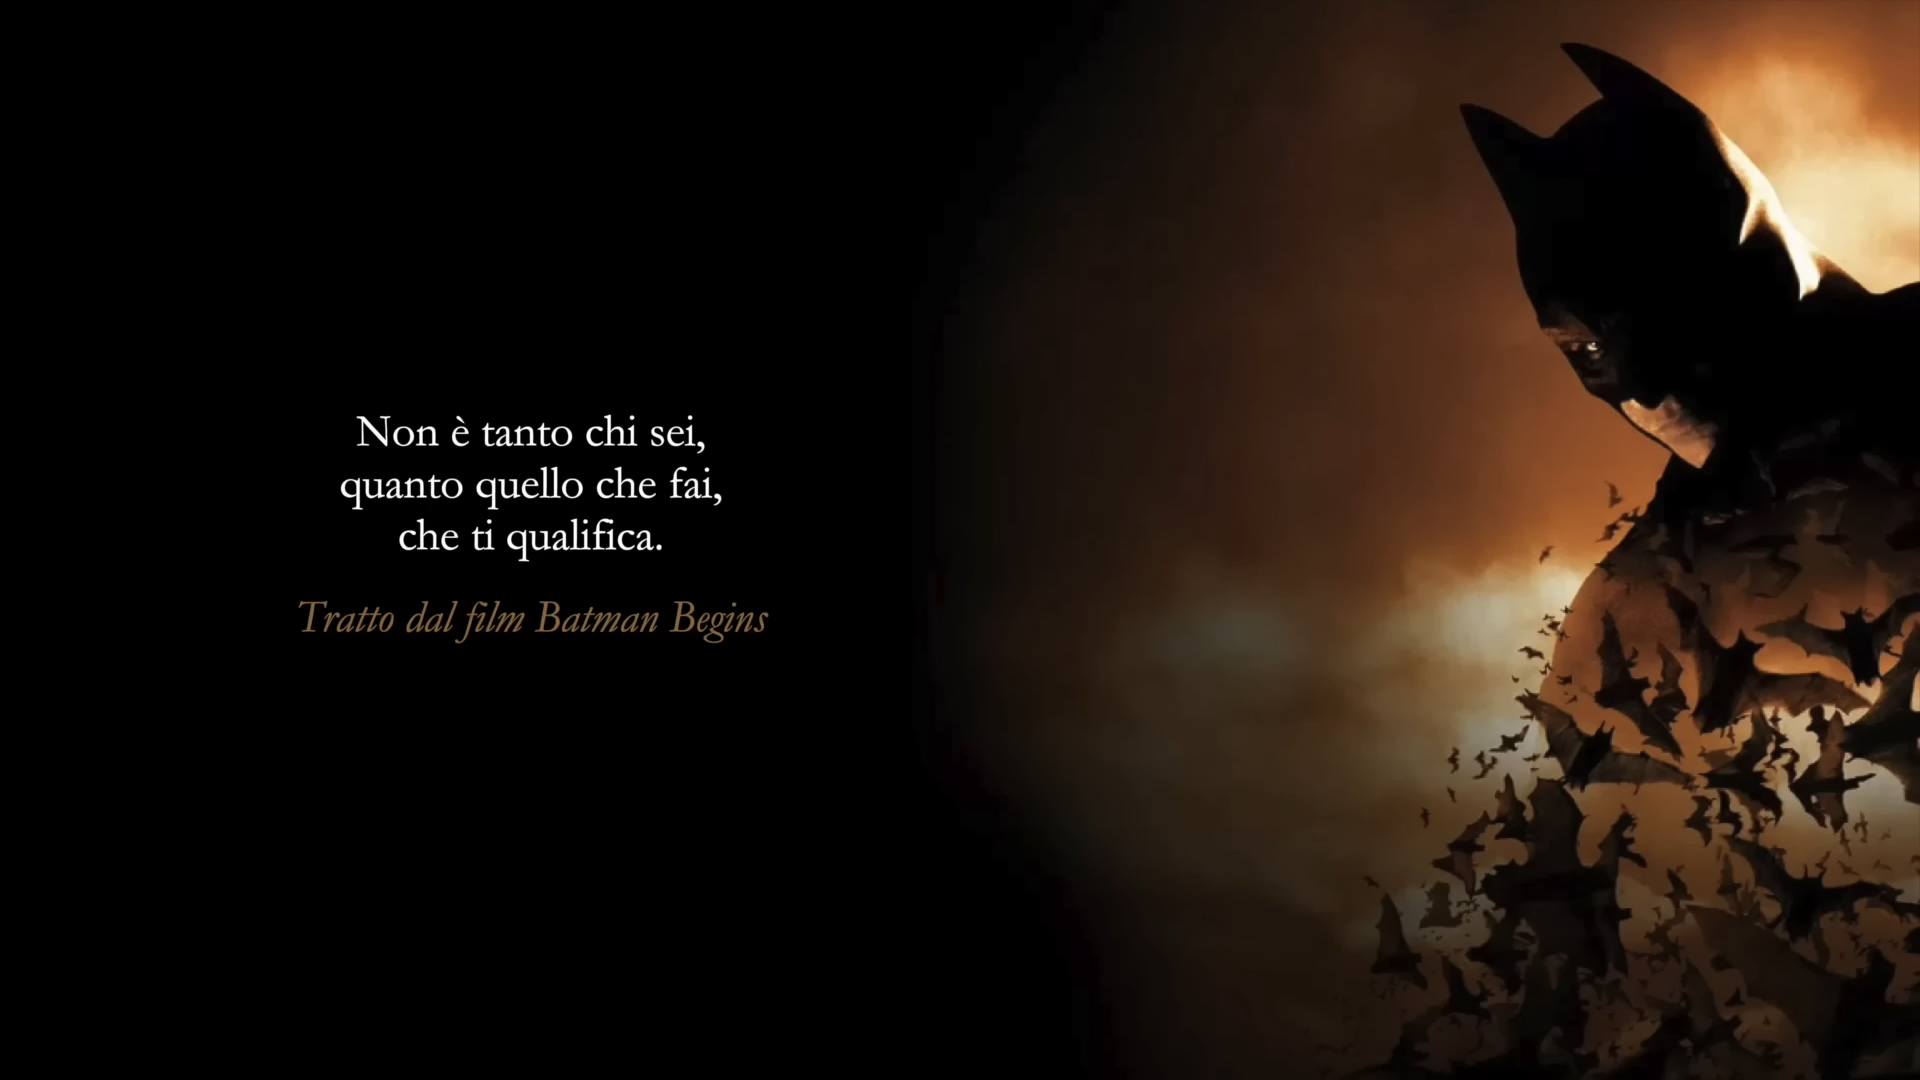 Non è tanto chi sei,
quanto quello che fai,
che ti qualifica.
Tratto dal film Batman Begins